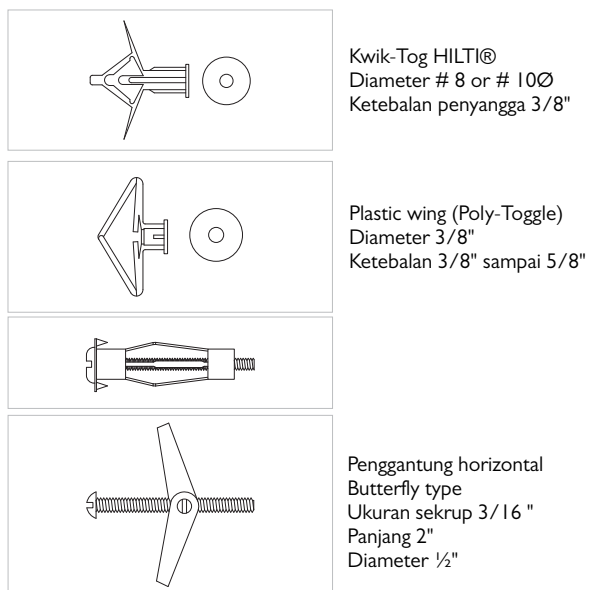 Kwik-Tog HILTI®
Diameter # 8 or # 10Ø
Ketebalan penyangga 3/8"
Plastic wing (Poly-Toggle)
Diameter 3/8"
Ketebalan 3/8" sampai 5/8"
Penggantung horizontal
Butterfly type
Ukuran sekrup 3/16 "
Panjang 2"
Diameter ½"